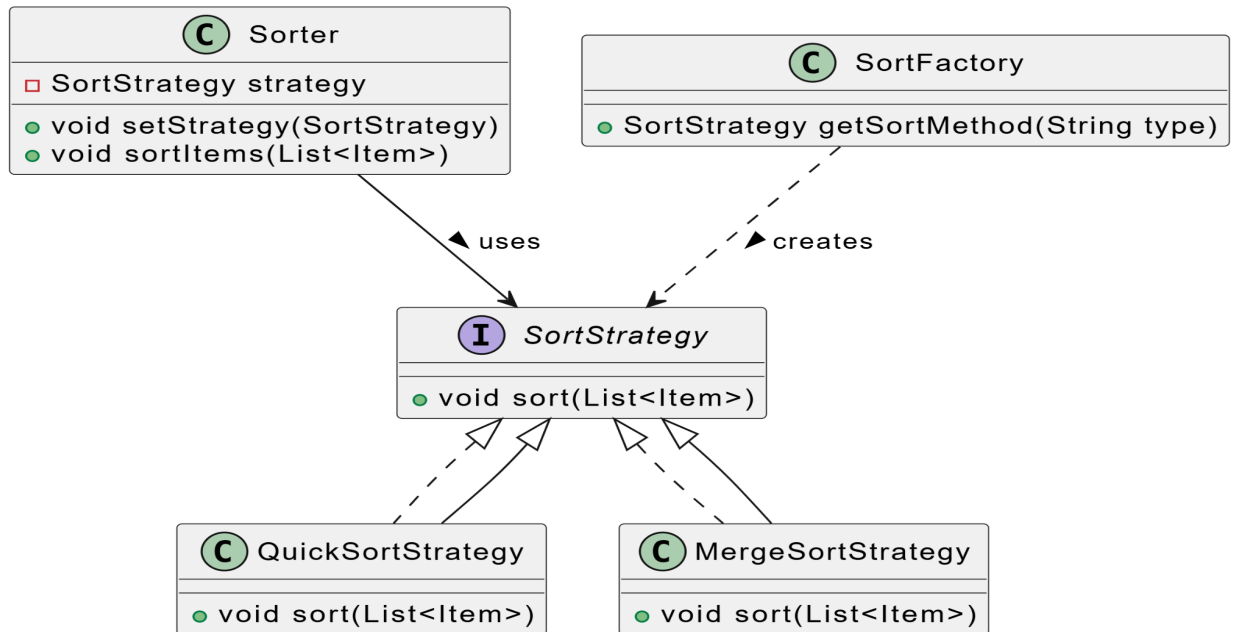 C Sorter
SortStrategy strategy
void setStrategy(SortStrategy)
void sortItems(List<Item>)
C SortFactory
SortStrategy getSortMethod(String type)
uses
creates
I SortStrategy
void sort(List<Item>)
C QuickSortStrategy
void sort(List<Item>)
C MergeSortStrategy
void sort(List<Item>)